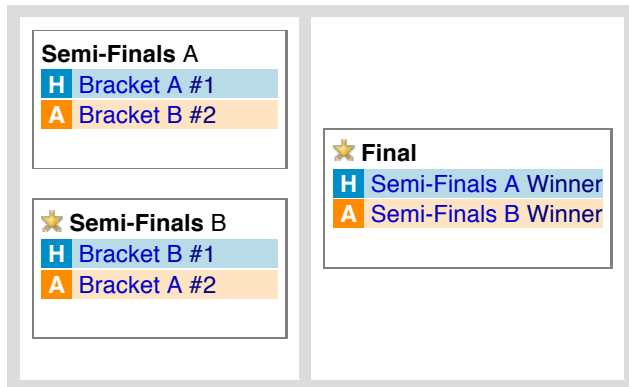 Semi-Finals A
H Bracket A #1
A Bracket B #2
Semi-Finals B
H Bracket B #1
A Bracket A #2
Final
H Semi-Finals A Winner
A Semi-Finals B Winner